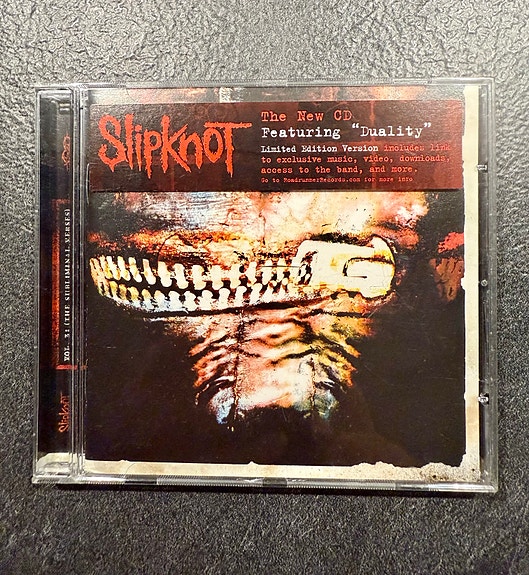 SLIPKNOT
The New CD
Featuring "Duality"
Limited Edition Version includes link
to exclusive music, video, downloads,
access to the band, and more.
Go to RoadrunnerRecords.com for more info
VOL. 3: (THE SUBLIMINAL VERSES)
SLIPKNOT